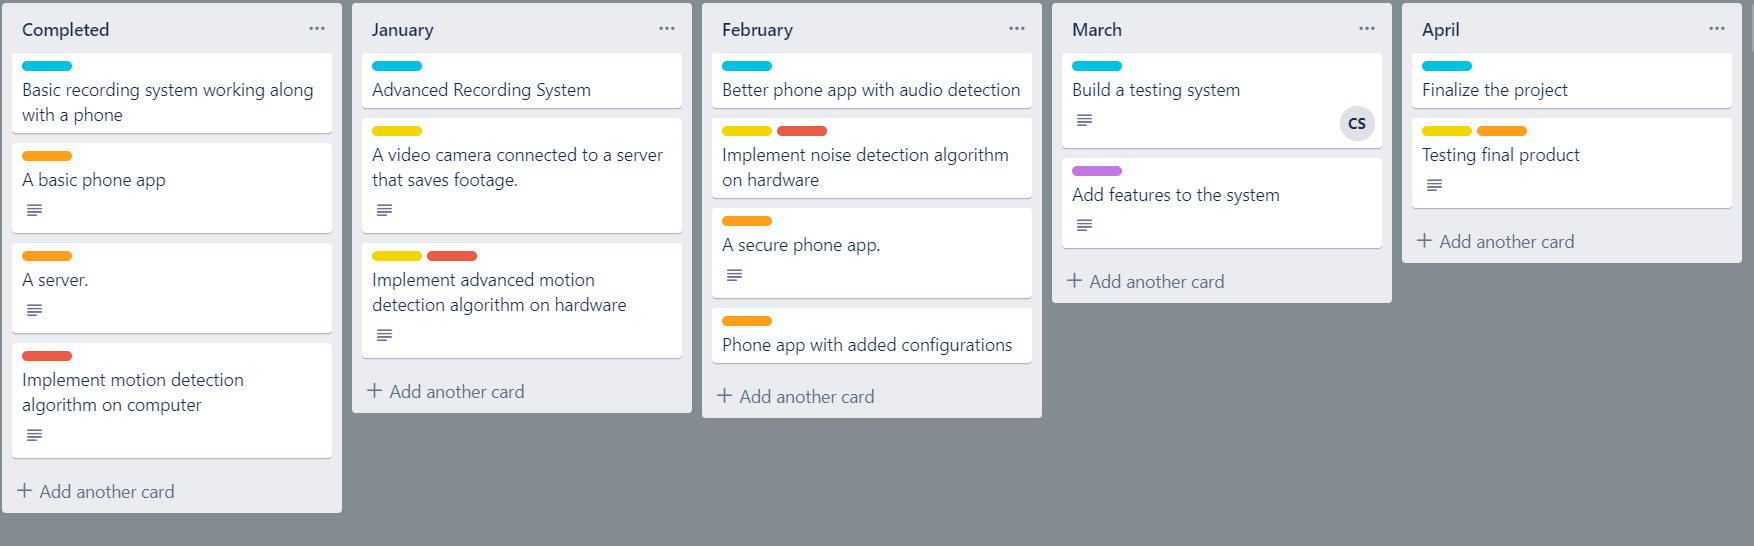 Completed
Basic recording system working along
with a phone
A basic phone app
A server.
Implement motion detection
algorithm on computer
+ Add another card
January
Advanced Recording System
A video camera connected to a server
that saves footage.
Implement advanced motion
detection algorithm on hardware
+ Add another card
February
Better phone app with audio detection
Implement noise detection algorithm
on hardware
A secure phone app.
Phone app with added configurations
+ Add another card
March
Build a testing system
CS
Add features to the system
+ Add another card
April
Finalize the project
Testing final product
+ Add another card